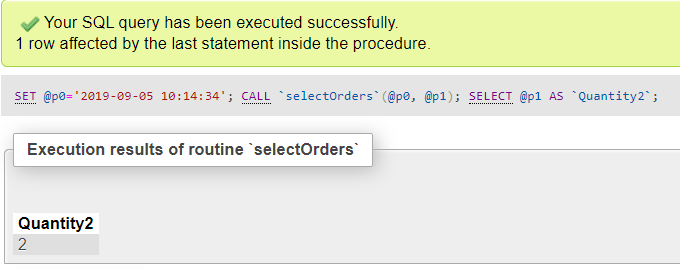 Your SQL query has been executed successfully.
1 row affected by the last statement inside the procedure.
SET @p0='2019-09-05 10:14:34'; CALL `selectOrders`(@p0, @p1); SELECT @p1 AS `Quantity2`;
Execution results of routine `selectOrders`
Quantity2
2